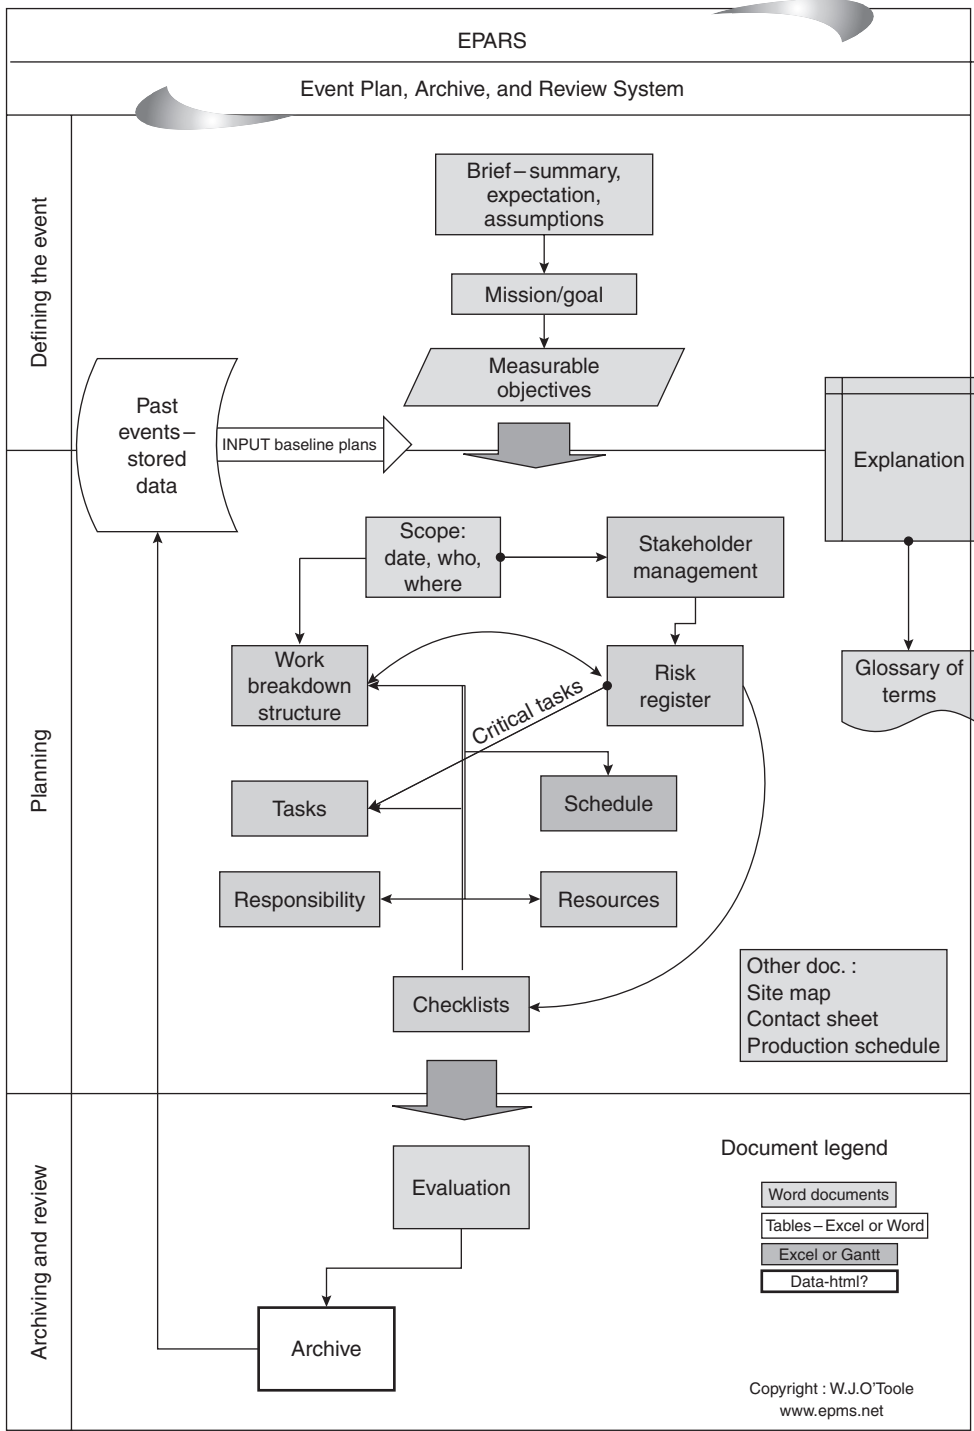 EPARS
Event Plan, Archive, and Review System
Defining the event
Brief – summary,
expectation,
assumptions
Mission/goal
Measurable
objectives
Past
events –
stored
data
INPUT baseline plans
Explanation
Planning
Scope:
date, who,
where
Stakeholder
management
Work
breakdown
structure
Risk
register
Glossary of
terms
Critical tasks
Tasks
Schedule
Responsibility
Resources
Checklists
Other doc. :
Site map
Contact sheet
Production schedule
Archiving and review
Evaluation
Archive
Document legend
Word documents
Tables – Excel or Word
Excel or Gantt
Data-html?
Copyright : W.J.O'Toole
www.epms.net